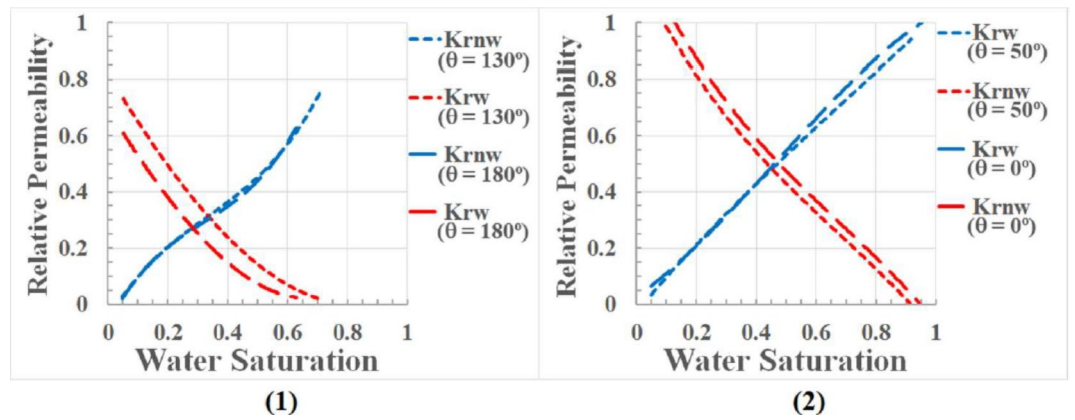 Relative Permeability
1
0.8
0.6
0.4
0.2
0
0
0.2
0.4
0.6
0.8
1
Water Saturation
Krnw
(θ = 130º)
Krw
(θ = 130º)
Krnw
(θ = 180º)
Krw
(θ = 180º)
(1)
Relative Permeability
1
0.8
0.6
0.4
0.2
0
0
0.2
0.4
0.6
0.8
1
Water Saturation
Krw
(θ = 50º)
Krnw
(θ = 50º)
Krw
(θ = 0º)
Krnw
(θ = 0º)
(2)